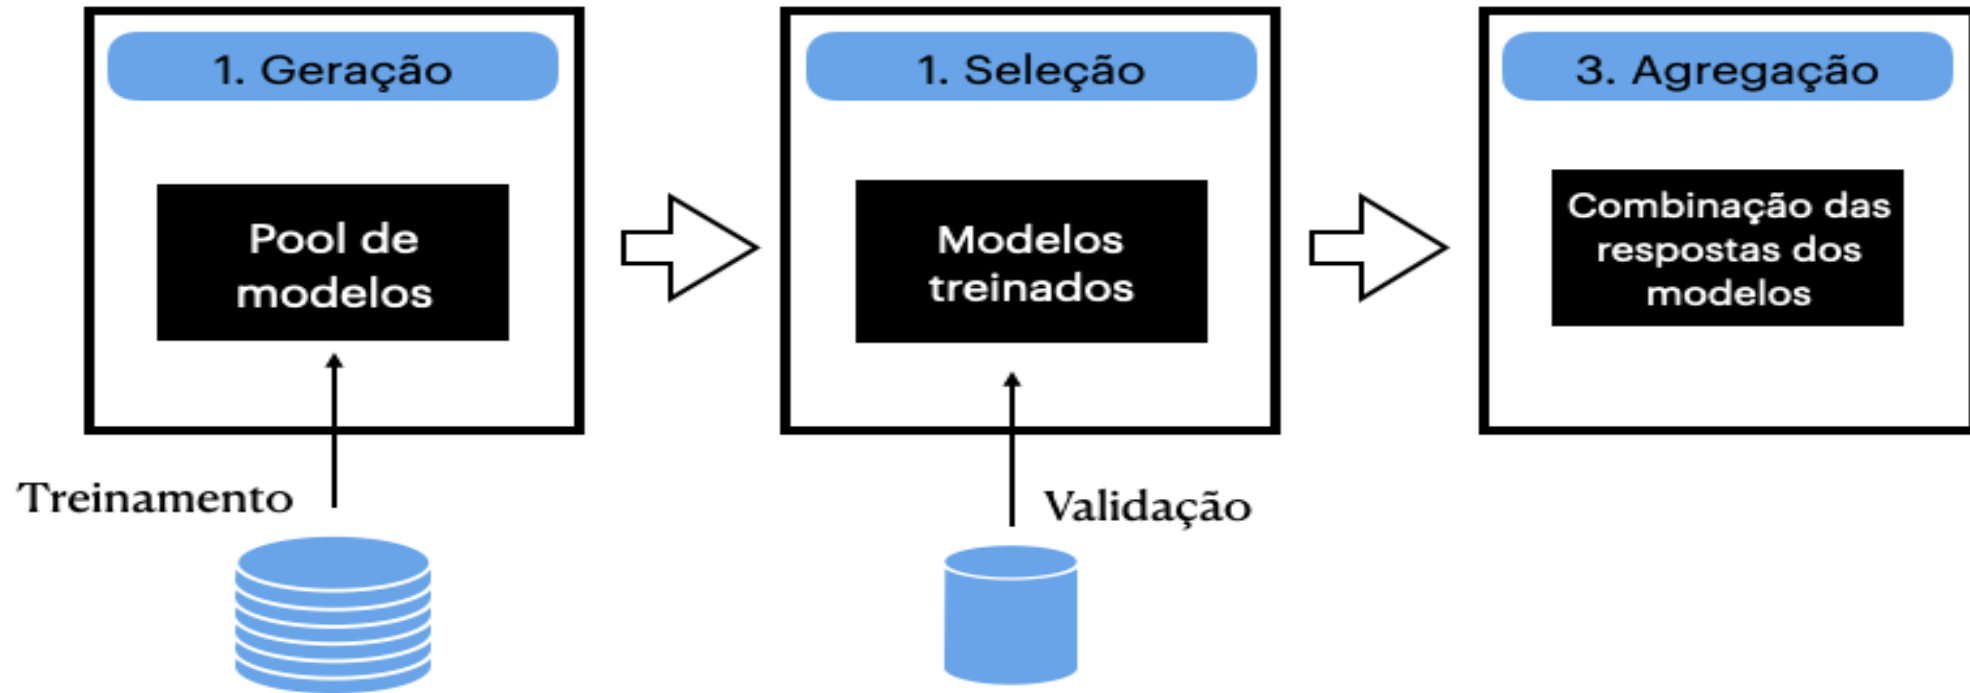 1. Geração
Pool de
modelos
Treinamento
1. Seleção
Modelos
treinados
Validação
3. Agregação
Combinação das
respostas dos
modelos